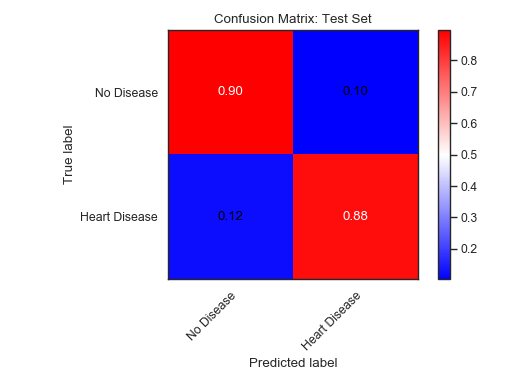 Confusion Matrix: Test Set
No Disease
0.90
0.10
Heart Disease
0.12
0.88
True label
No Disease
Heart Disease
Predicted label
0.8
0.7
0.6
0.5
0.4
0.3
0.2